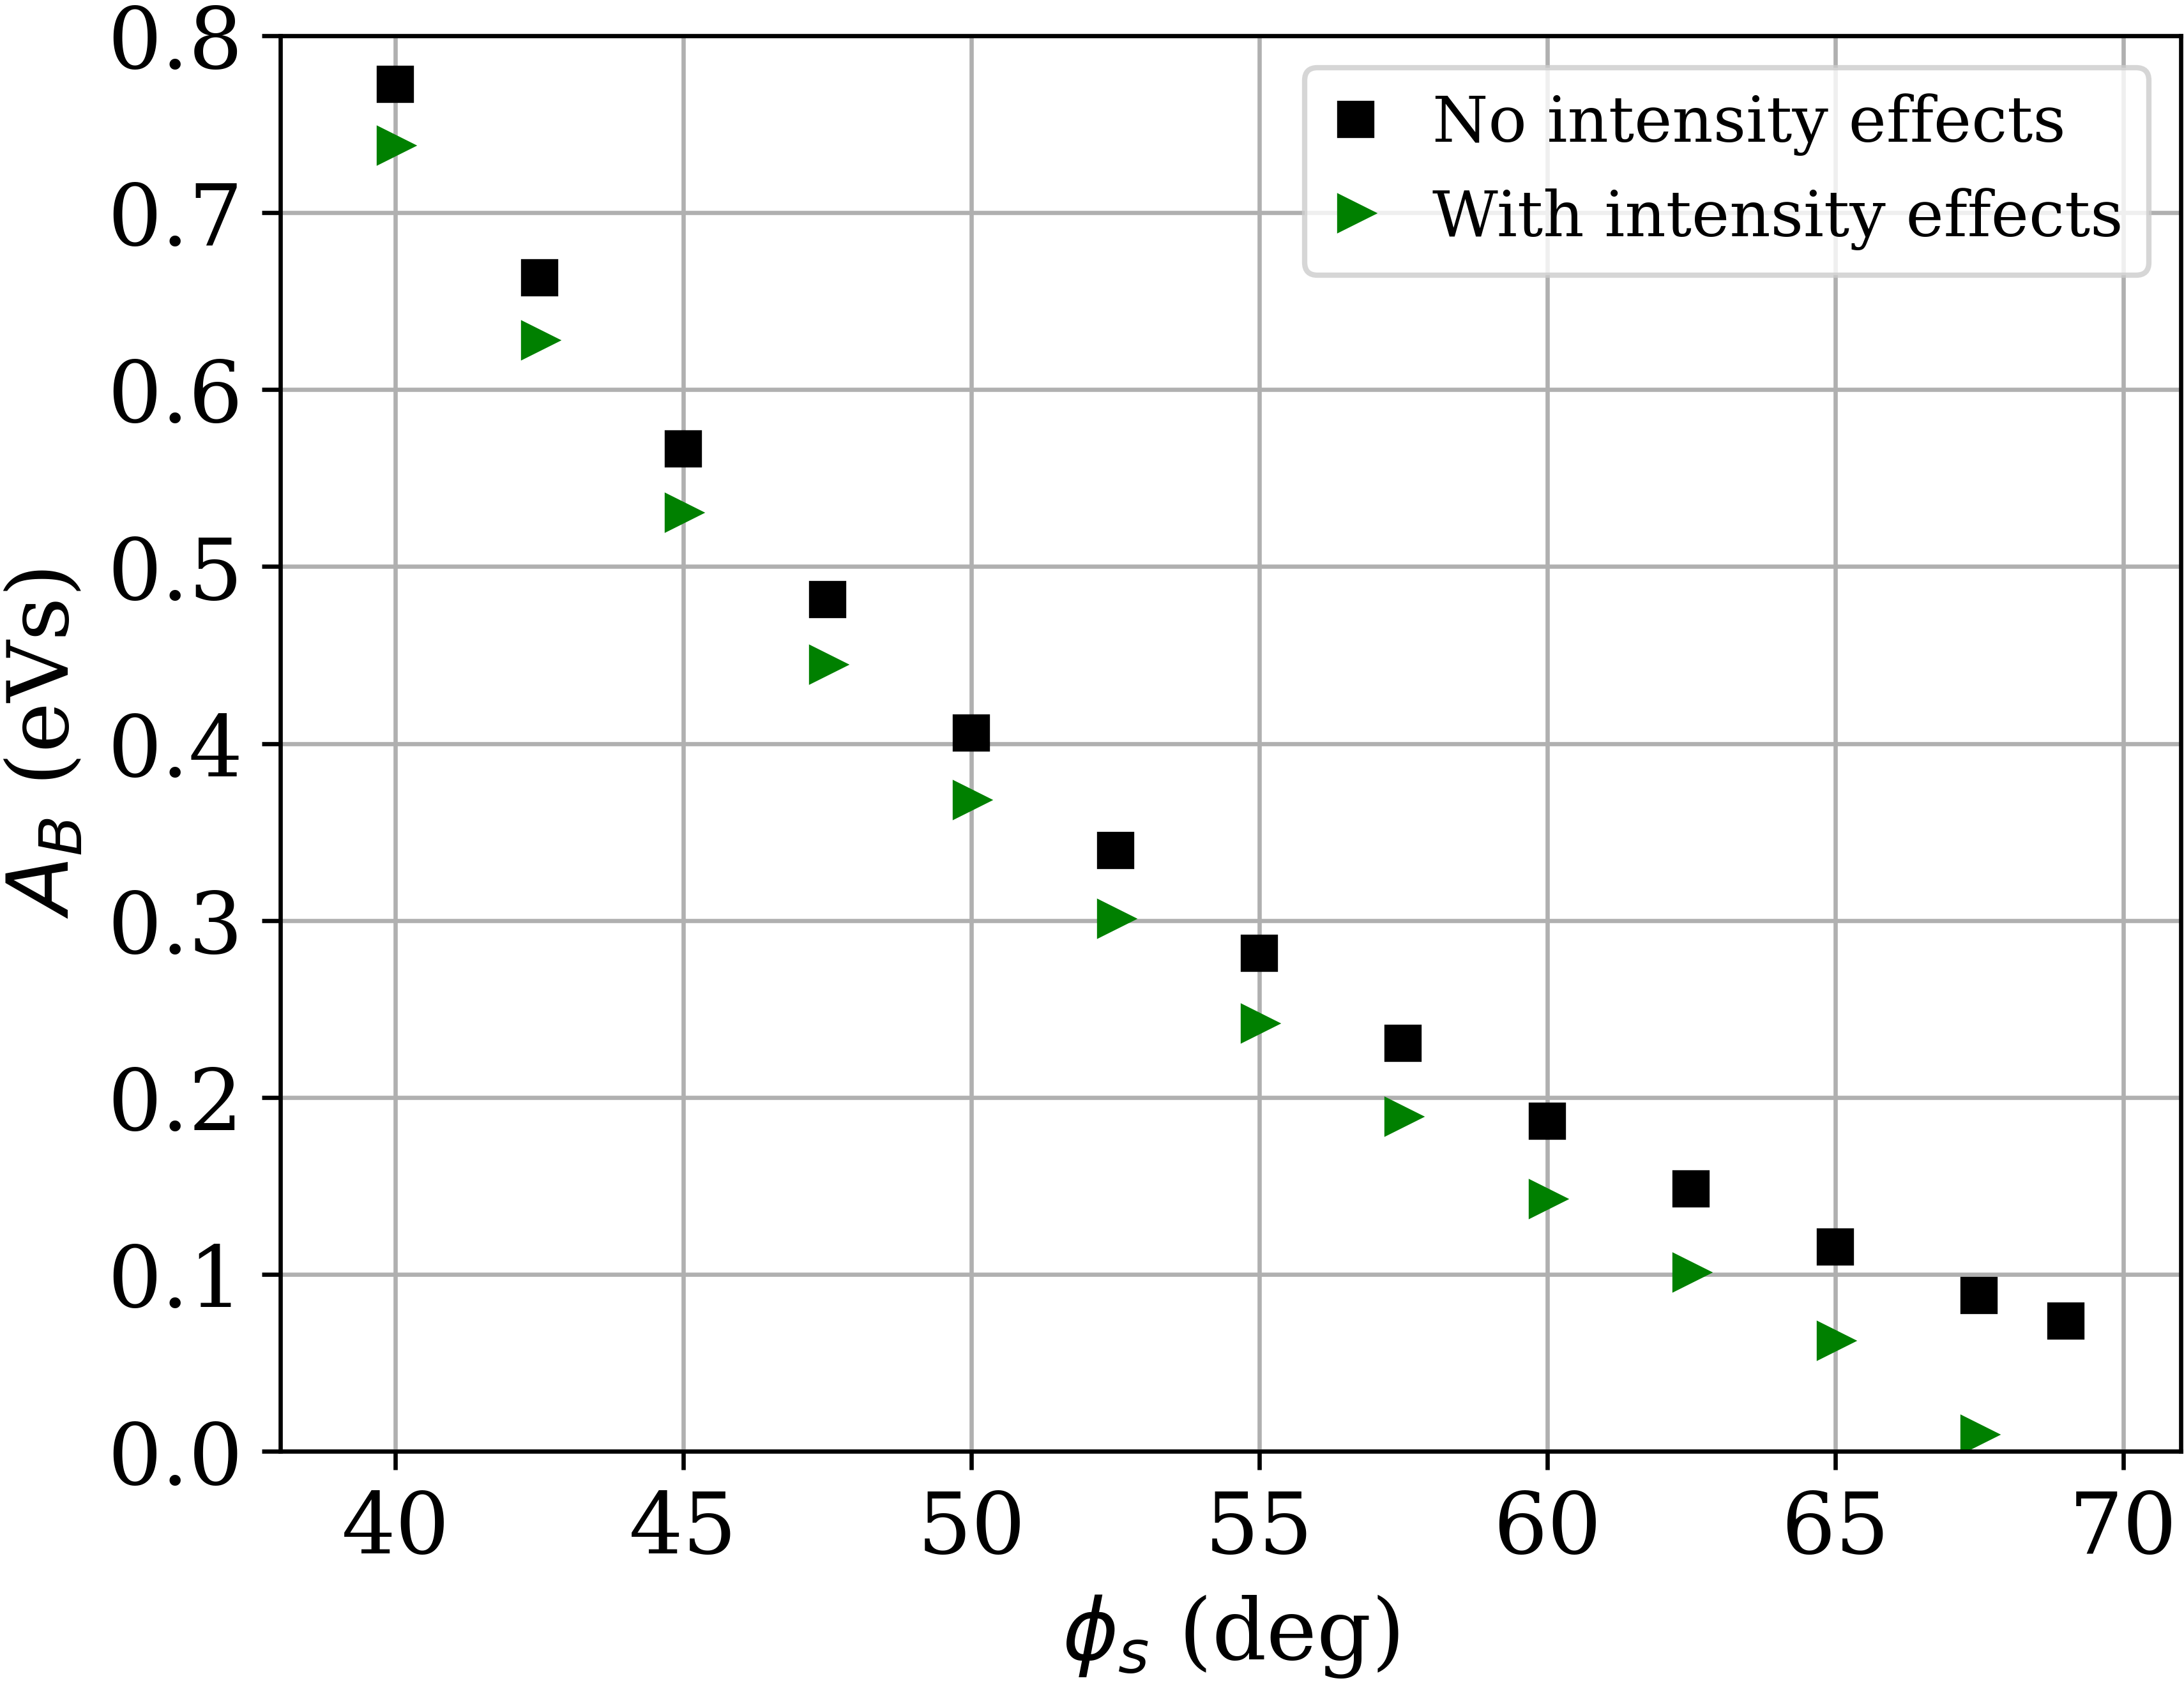 0.8
0.7
0.6
0.5
0.4
0.3
0.2
0.1
0.0
A_B (eVs)
No intensity effects
With intensity effects
40 45 50 55 60 65 70
ϕ_s (deg)